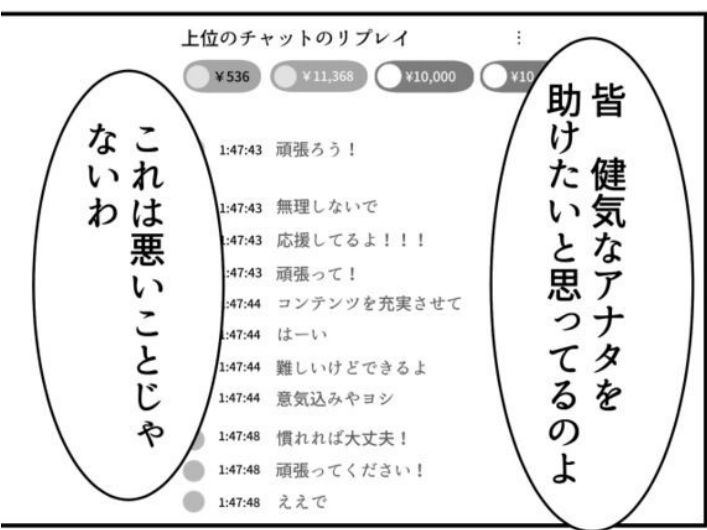 皆　健気なアナタを
助けたいと思ってるのよ
これは悪いことじゃ
ないわ
上位のチャットのリプレイ
¥536 ¥11,368 ¥10,000 ¥10
1:47:43 頑張ろう！
1:47:43 無理しないで
1:47:43 応援してるよ！！！
1:47:43 頑張って！
1:47:44 コンテンツを充実させて
1:47:44 はーい
1:47:44 難しいけどできるよ
1:47:44 意気込みやヨシ
1:47:48 慣れれば大丈夫！
1:47:48 頑張ってください！
1:47:48 ええで